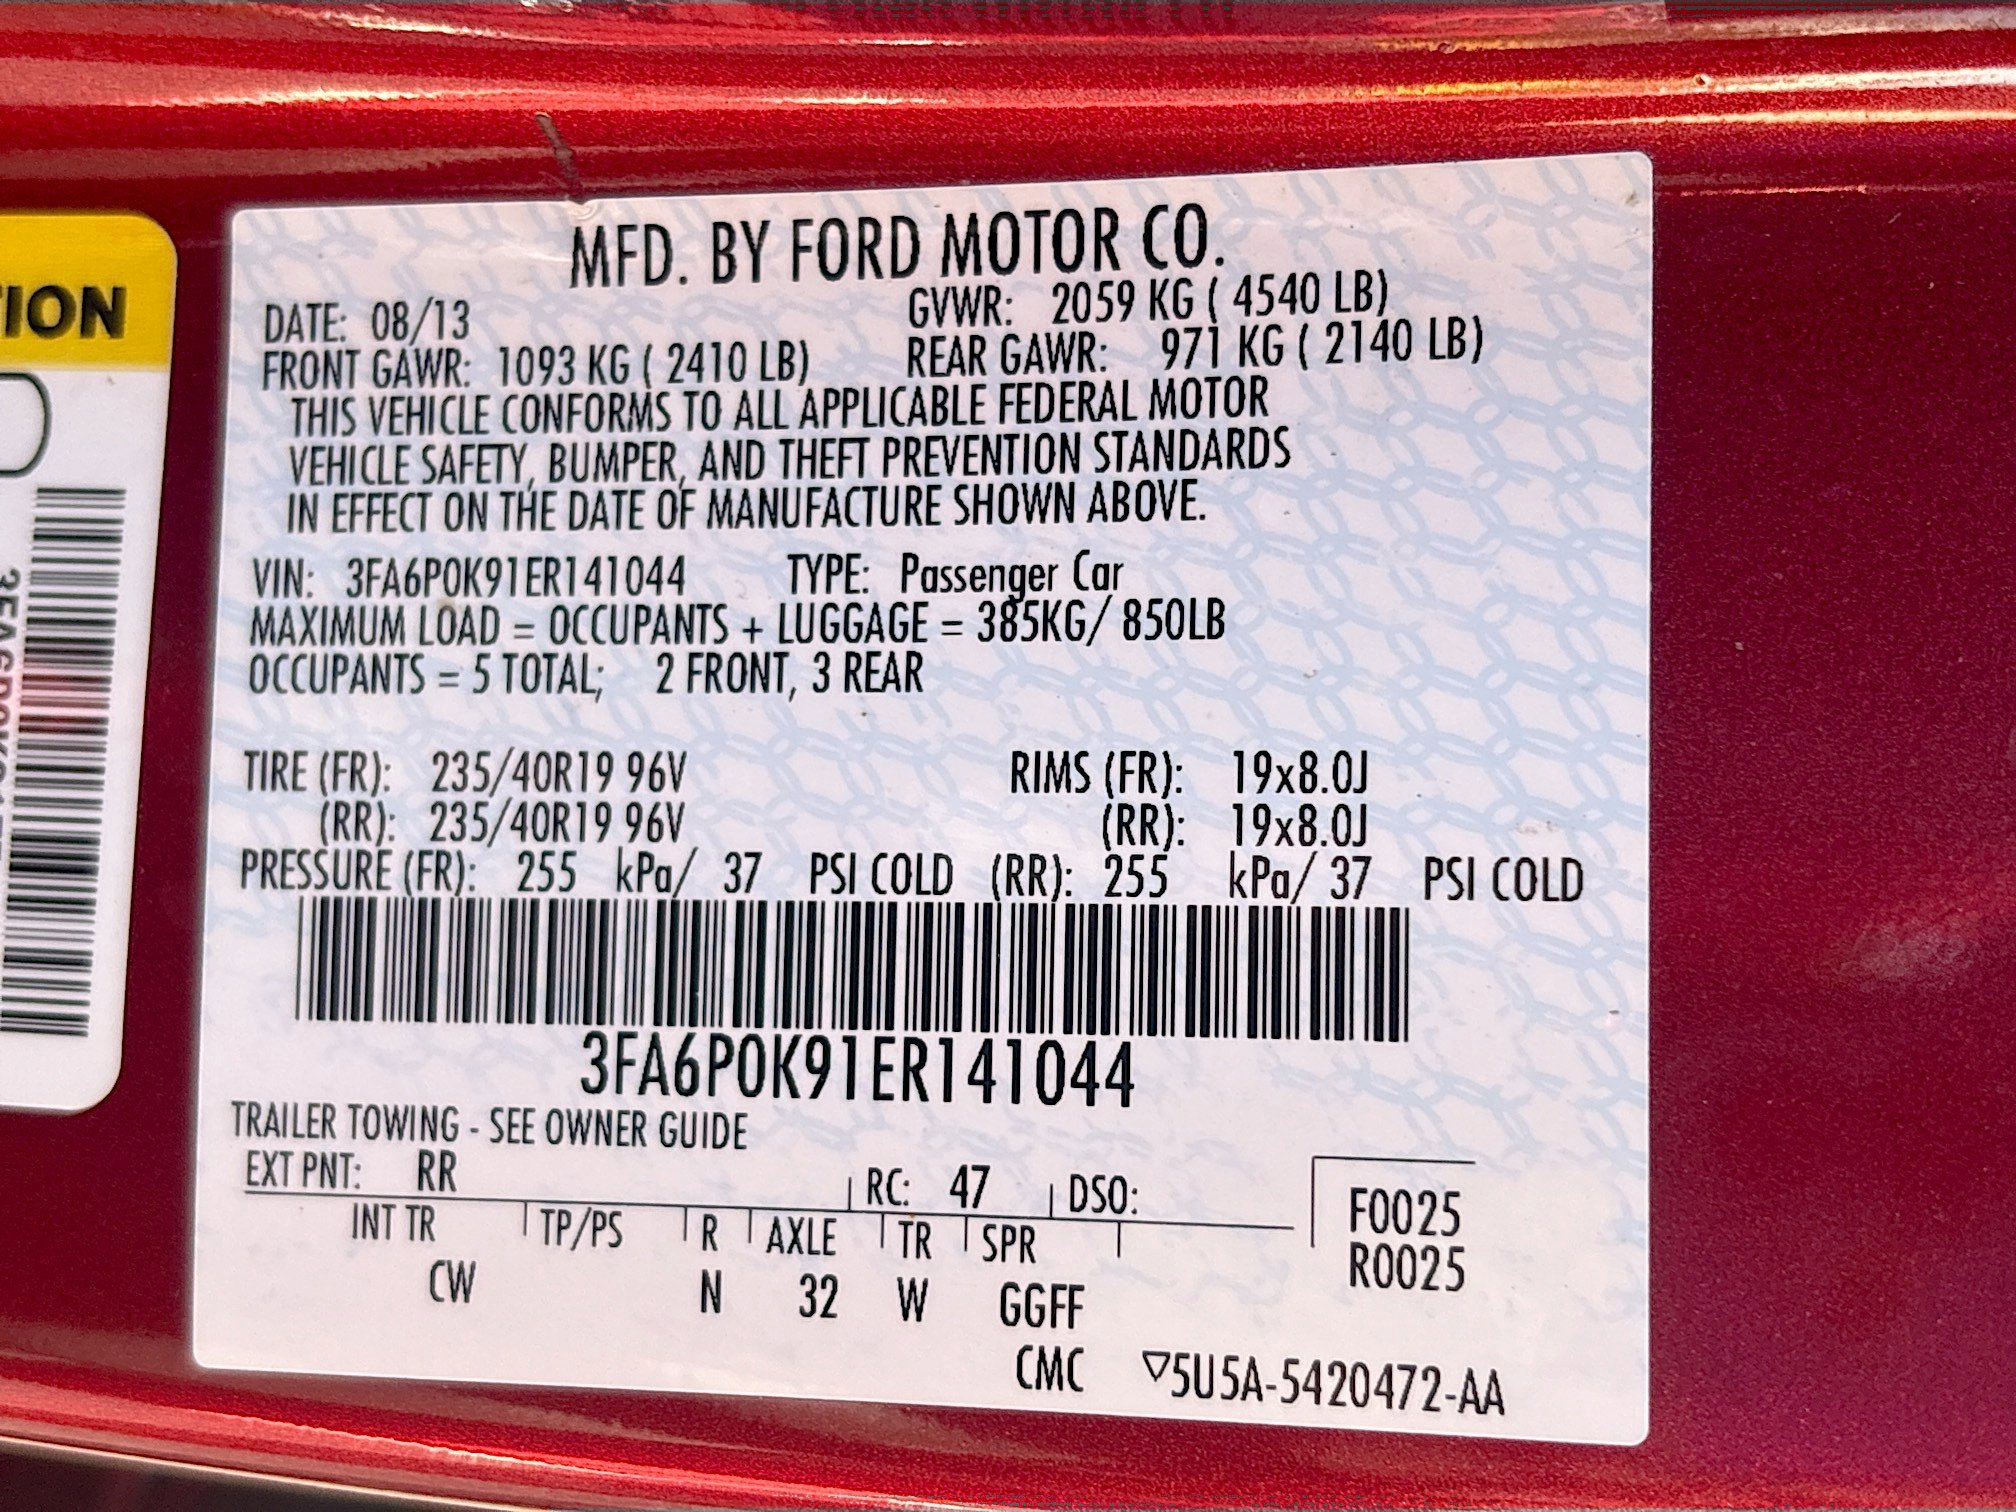 TION
MFD. BY FORD MOTOR CO.
DATE: 08/13 GVWR: 2059 KG ( 4540 LB)
FRONT GAWR: 1093 KG ( 2410 LB) REAR GAWR: 971 KG ( 2140 LB)
THIS VEHICLE CONFORMS TO ALL APPLICABLE FEDERAL MOTOR
VEHICLE SAFETY, BUMPER, AND THEFT PREVENTION STANDARDS
IN EFFECT ON THE DATE OF MANUFACTURE SHOWN ABOVE.
VIN: 3FA6P0K91ER141044 TYPE: Passenger Car
MAXIMUM LOAD = OCCUPANTS + LUGGAGE = 385KG/ 850LB
OCCUPANTS = 5 TOTAL; 2 FRONT, 3 REAR
TIRE (FR): 235/40R19 96V RIMS (FR): 19x8.0J
(RR): 235/40R19 96V (RR): 19x8.0J
PRESSURE (FR): 255 kPa/ 37 PSI COLD (RR): 255 kPa/ 37 PSI COLD
3FA6P0K91ER141044
TRAILER TOWING - SEE OWNER GUIDE
EXT PNT: RR RC: 47 DSO:
INT TR TP/PS R AXLE TR SPR
CW N 32 W GGFF
F0025
R0025
CMC ▽5U5A-5420472-AA